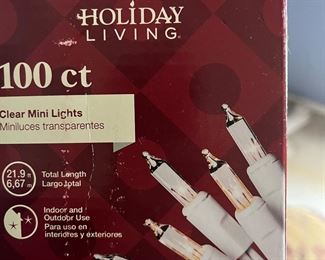 HOLIDAY
LIVING
100 ct
Clear Mini Lights
Miniluces transparentes
21.9 ft
6,67 m
Total Length
Largo total
Indoor and
Outdoor Use
Para uso en
interiores y exteriores